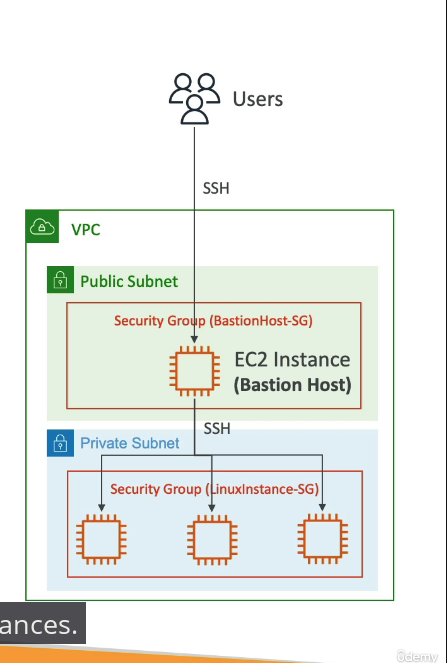 Users
SSH
VPC
Public Subnet
Security Group (BastionHost-SG)
EC2 Instance
(Bastion Host)
SSH
Private Subnet
Security Group (LinuxInstance-SG)
ances.
ûdemy